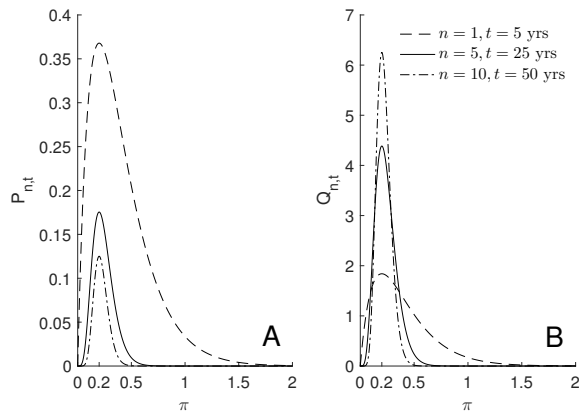 0.4
0.35
0.3
0.25
0.2
0.15
0.1
0.05
0
P_{n,t}
0 0.2 0.5 1 1.5 2
π
A
7
6
5
4
3
2
1
0
Q_{n,t}
n = 1, t = 5 yrs
n = 5, t = 25 yrs
n = 10, t = 50 yrs
0 0.2 0.5 1 1.5 2
π
B